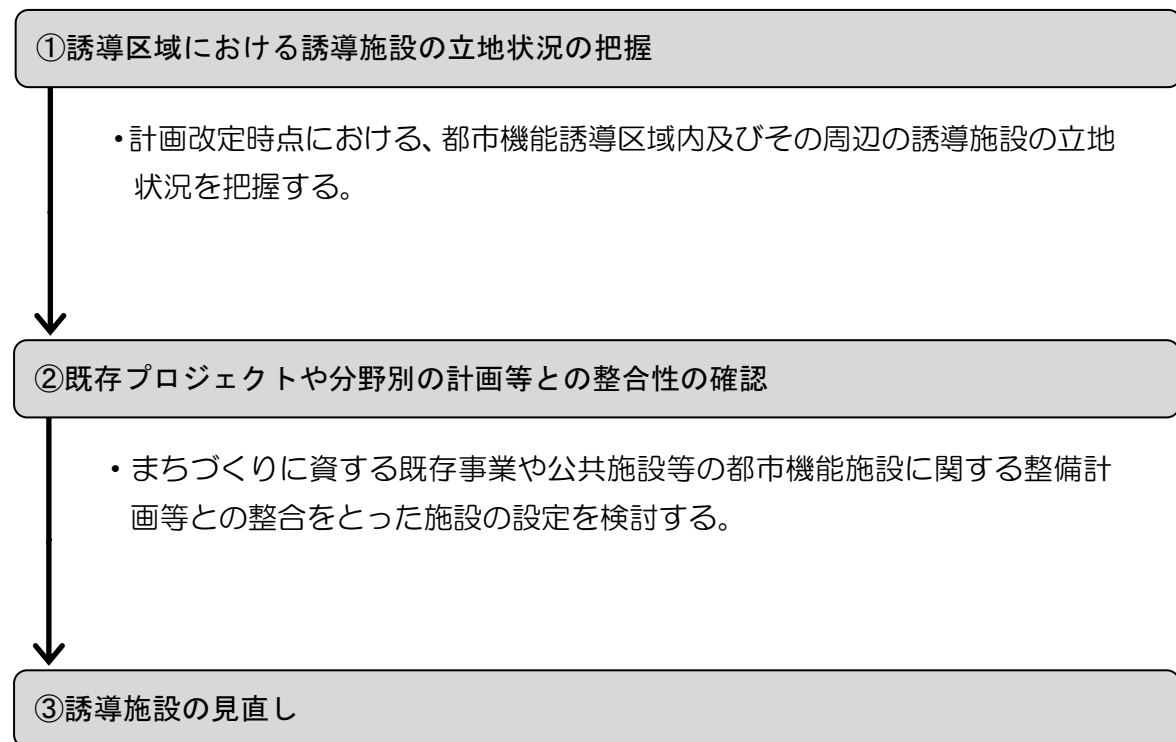 ①誘導区域における誘導施設の立地状況の把握
・計画改定時点における、都市機能誘導区域内及びその周辺の誘導施設の立地
状況を把握する。
②既存プロジェクトや分野別の計画等との整合性の確認
・まちづくりに資する既存事業や公共施設等の都市機能施設に関する整備計
画等との整合をとった施設の設定を検討する。
③誘導施設の見直し